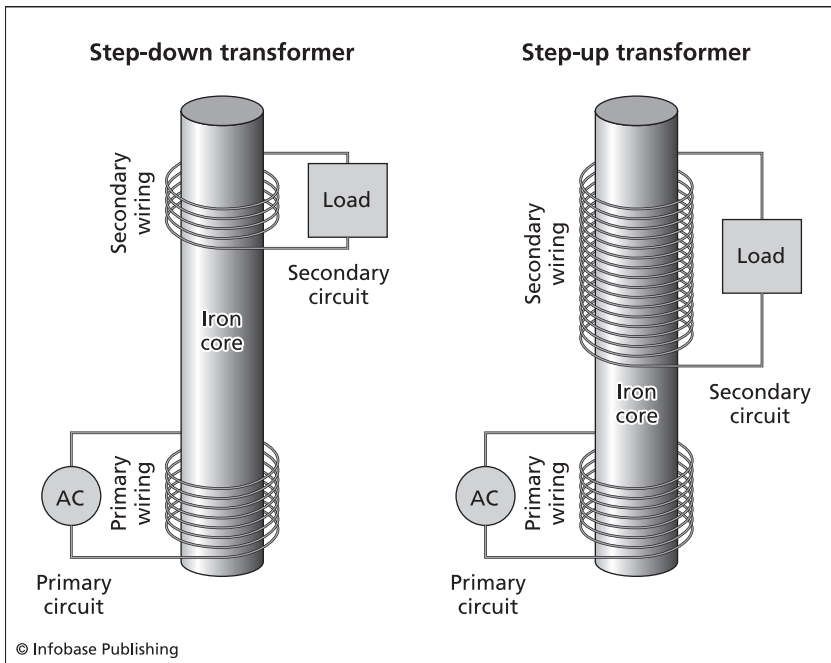 Step-down transformer
Secondary
wiring
Load
Secondary
circuit
Iron
core
AC
Primary
wiring
Primary
circuit
Step-up transformer
Secondary
wiring
Load
Iron
core
Secondary
circuit
AC
Primary
wiring
Primary
circuit
© Infobase Publishing